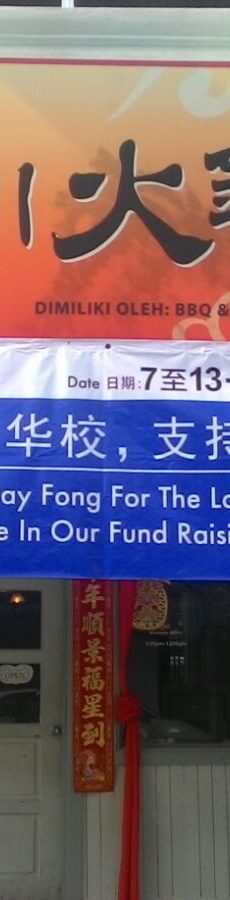 火
DIMILIKI OLEH: BBQ &
Date 日期:7至13
华校，支持
ay Fong For The Lo
e In Our Fund Raisi
年順景福星到
OPEN